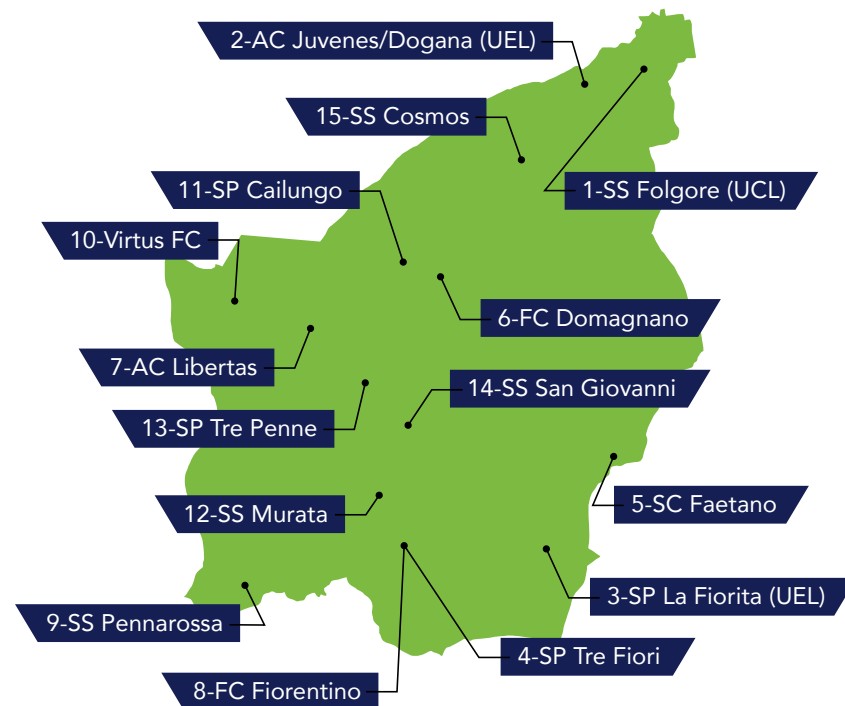 2-AC Juvenes/Dogana (UEL)
15-SS Cosmos
11-SP Cailungo
1-SS Folgore (UCL)
10-Virtus FC
6-FC Domagnano
7-AC Libertas
14-SS San Giovanni
13-SP Tre Penne
5-SC Faetano
12-SS Murata
3-SP La Fiorita (UEL)
9-SS Pennarossa
4-SP Tre Fiori
8-FC Fiorentino